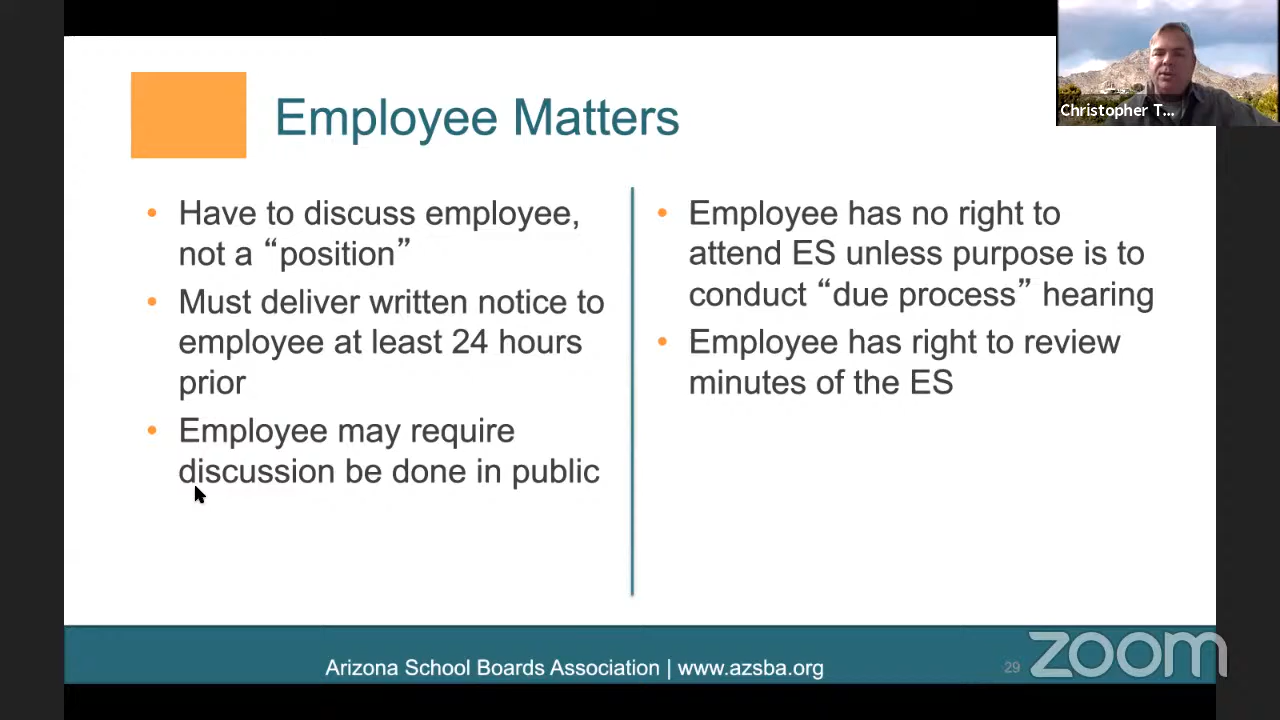 Christopher T...
Employee Matters
• Have to discuss employee,
not a “position”
• Must deliver written notice to
employee at least 24 hours
prior
• Employee may require
discussion be done in public
• Employee has no right to
attend ES unless purpose is to
conduct “due process” hearing
• Employee has right to review
minutes of the ES
Arizona School Boards Association | www.azsba.org
29
zoom